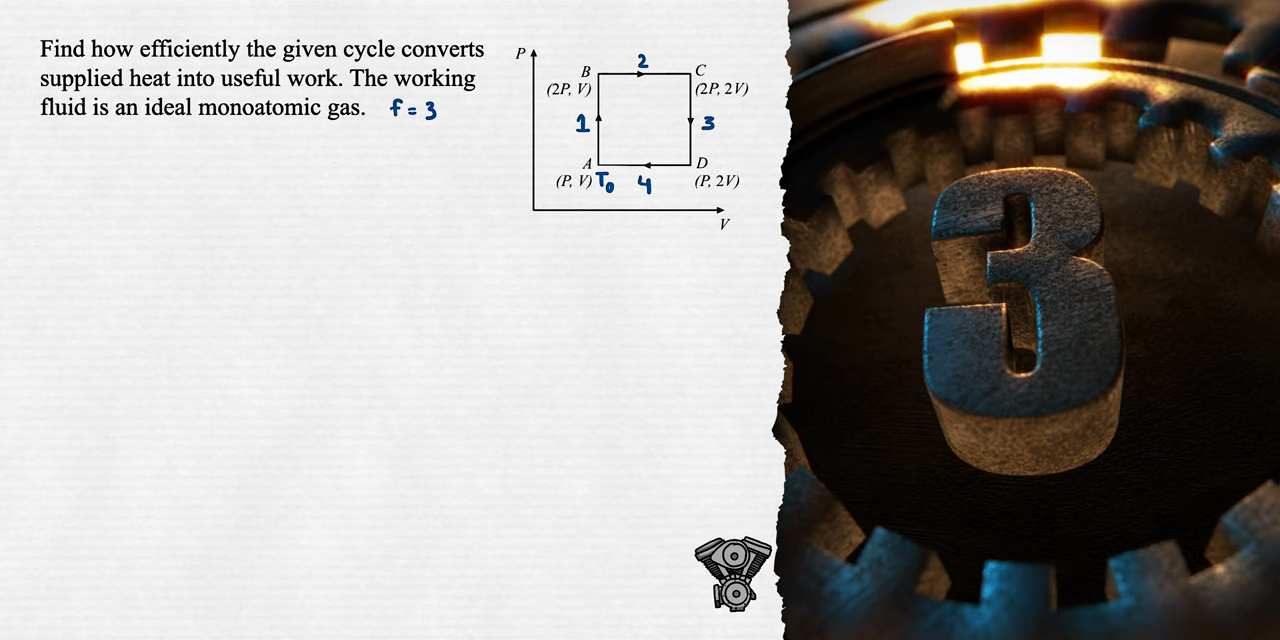 Find how efficiently the given cycle converts
supplied heat into useful work. The working
fluid is an ideal monoatomic gas. f = 3
P
2
B
C
(2P, V)
(2P, 2V)
1
3
A
D
(P, V) T₀
4
(P, 2V)
V
3